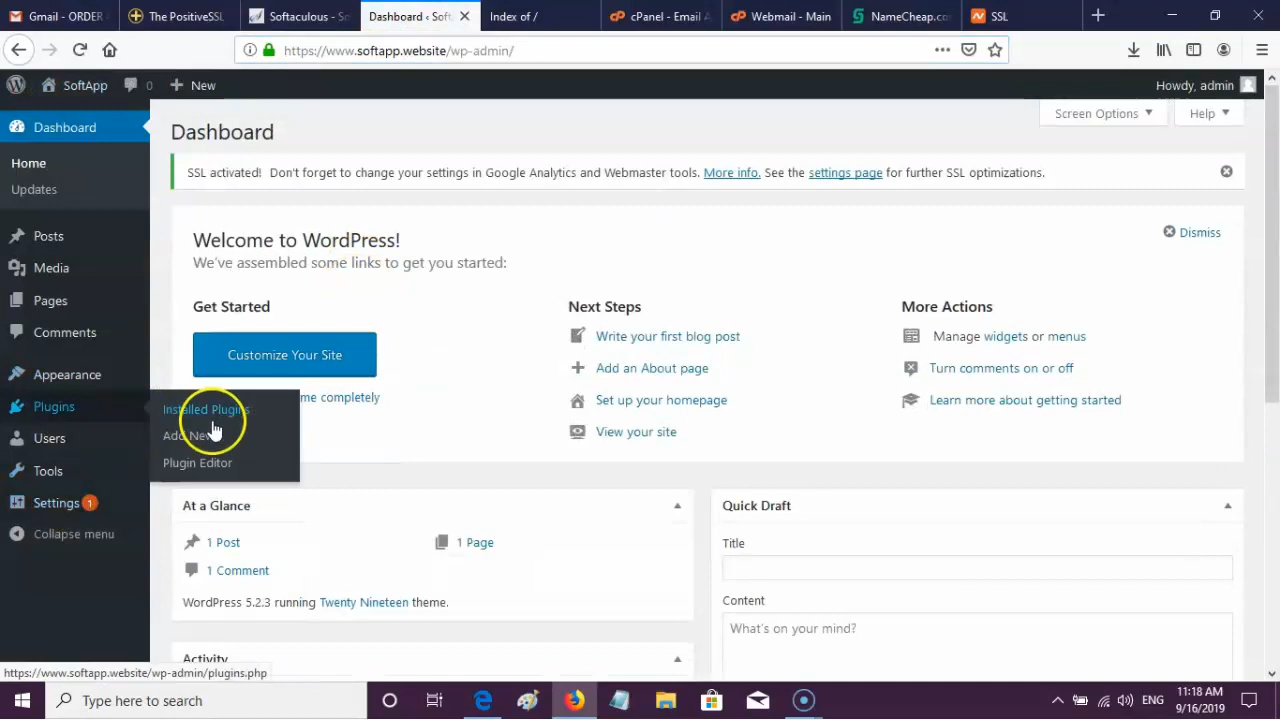 Gmail - ORDER
The PositiveSSL
Softaculous - So
Dashboard ‹ Soft
Index of /
cPanel - Email A
Webmail - Main
NameCheap.co
SSL
https://www.softapp.website/wp-admin/
SoftApp
0
New
Howdy, admin
Dashboard
Home
Updates
Posts
Media
Pages
Comments
Appearance
Plugins
Users
Tools
Settings 1
Collapse menu
Installed Plugins
Add New
Plugin Editor
Screen Options
Help
Dashboard
SSL activated! Don't forget to change your settings in Google Analytics and Webmaster tools. More info. See the settings page for further SSL optimizations.
Welcome to WordPress!
We've assembled some links to get you started:
Dismiss
Get Started
Customize Your Site
me completely
Next Steps
Write your first blog post
Add an About page
Set up your homepage
View your site
More Actions
Manage widgets or menus
Turn comments on or off
Learn more about getting started
At a Glance
1 Post
1 Page
1 Comment
WordPress 5.2.3 running Twenty Nineteen theme.
Activity
Quick Draft
Title
Content
What's on your mind?
https://www.softapp.website/wp-admin/plugins.php
Type here to search
ENG
11:18 AM
9/16/2019